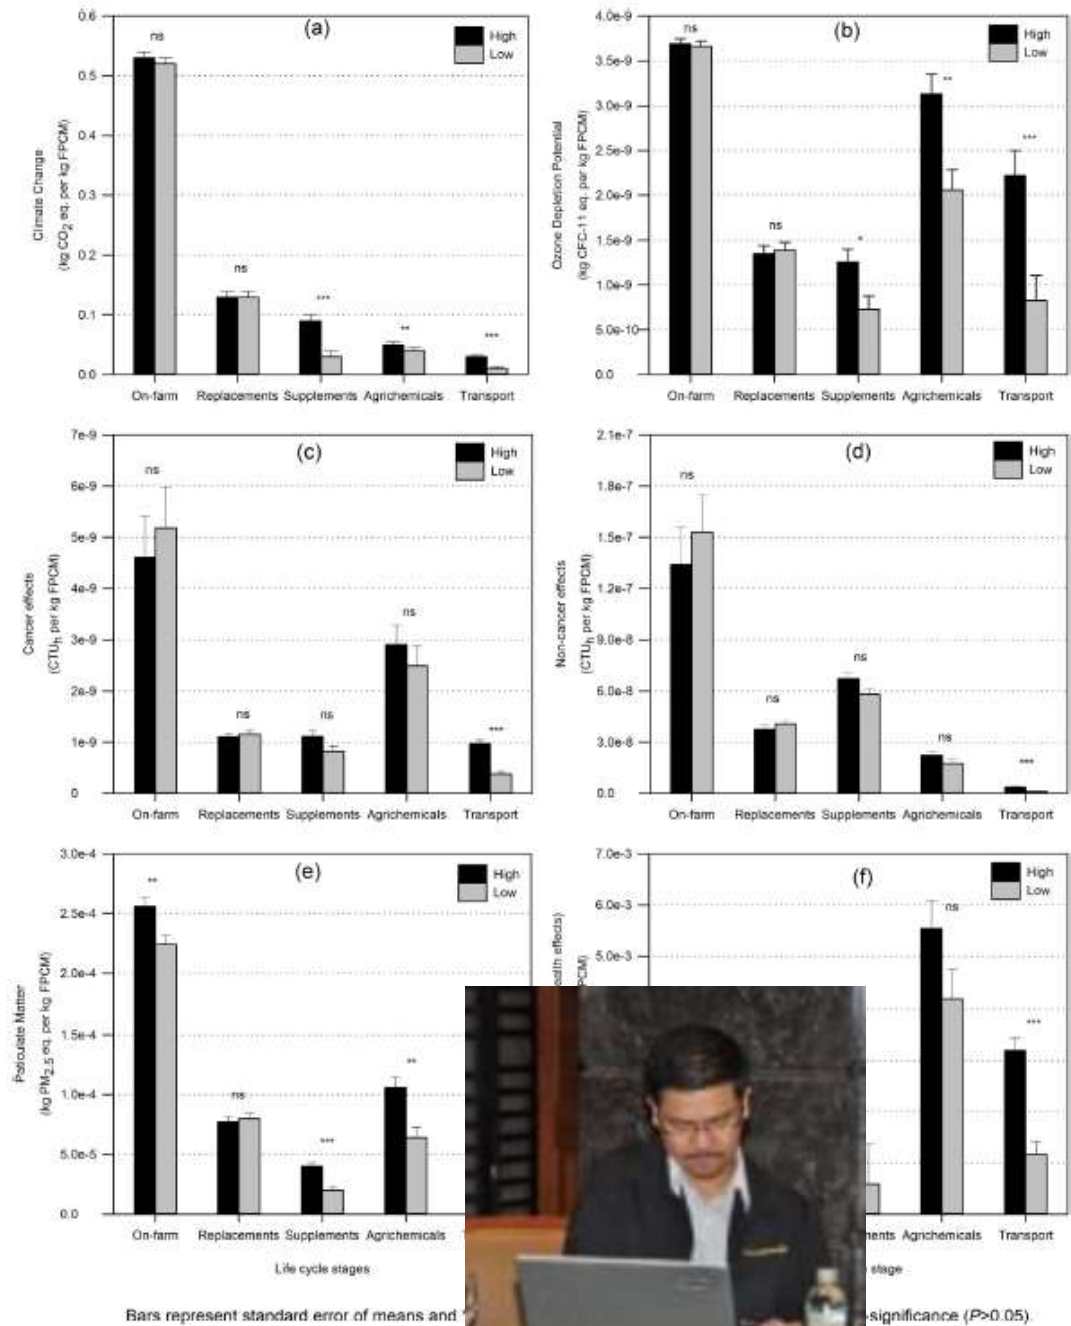 (a)
High
Low
0.6
0.5
0.4
0.3
0.2
0.1
0.0
Climate Change
(kg CO2 eq. per kg FPCM)
ns
ns
***
**
***
On-farm Replacements Supplements Agrichemicals Transport
(b)
High
Low
4.0e-9
3.5e-9
3.0e-9
2.5e-9
2.0e-9
1.5e-9
1.0e-9
5.0e-10
0.0
Ozone Depletion Potential
(kg CFC-11 eq. per kg FPCM)
ns
ns
*
**
***
On-farm Replacements Supplements Agrichemicals Transport
(c)
High
Low
7e-9
6e-9
5e-9
4e-9
3e-9
2e-9
1e-9
0
Cancer effects
(CTUh per kg FPCM)
ns
ns
ns
ns
***
On-farm Replacements Supplements Agrichemicals Transport
(d)
High
Low
2.1e-7
1.8e-7
1.5e-7
1.2e-7
9.0e-8
6.0e-8
3.0e-8
0.0
Non-cancer effects
(CTUh per kg FPCM)
ns
ns
ns
ns
***
On-farm Replacements Supplements Agrichemicals Transport
(e)
High
Low
3.0e-4
2.5e-4
2.0e-4
1.5e-4
1.0e-4
5.0e-5
0.0
Paticulate Matter
(kg PM2.5 eq. per kg FPCM)
**
ns
***
**
On-farm Replacements Supplements Agrichemicals
Life cycle stages
(f)
High
Low
7.0e-3
6.0e-3
5.0e-3
ealth effects)
PCM)
ns
***
ments Agrichemicals Transport
e stage
Bars represent standard error of means and
-significance (P>0.05).